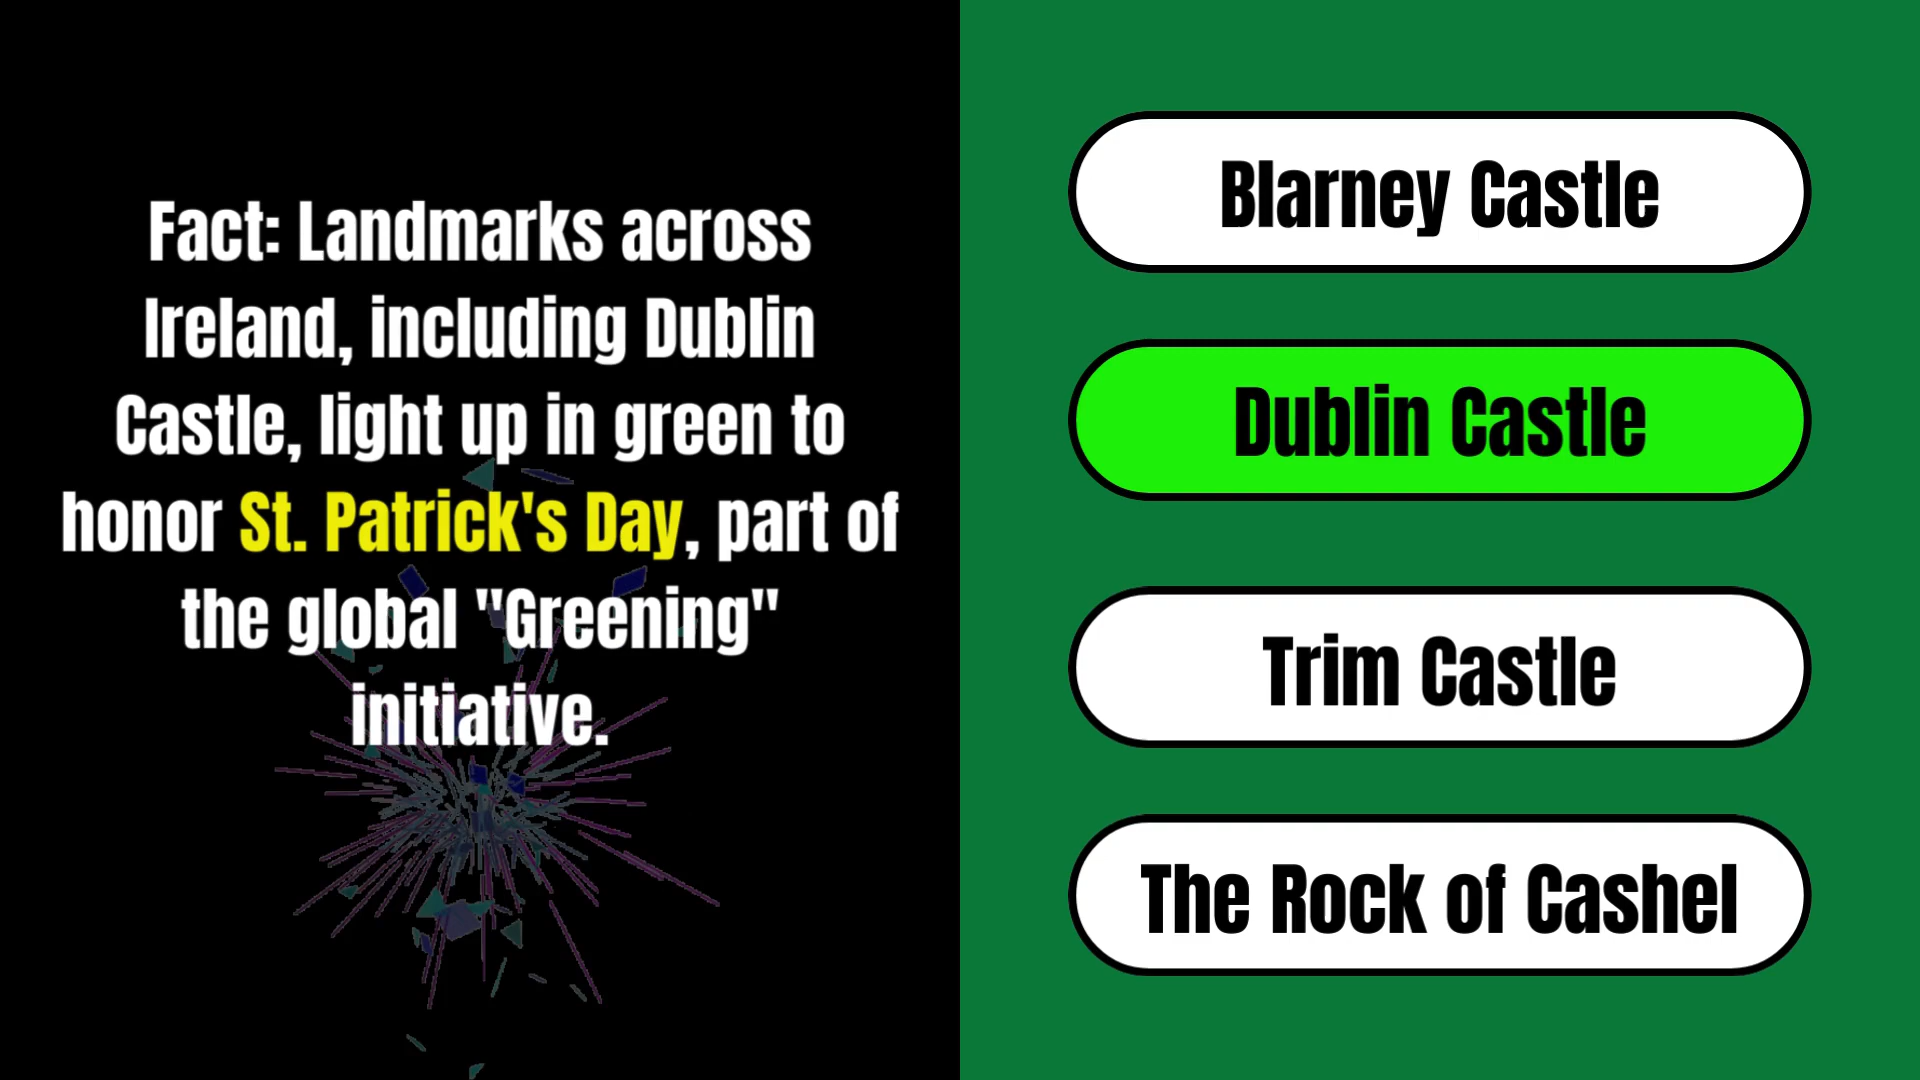 Fact: Landmarks across
Ireland, including Dublin
Castle, light up in green to
honor St. Patrick's Day, part of
the global "Greening"
initiative.
Blarney Castle
Dublin Castle
Trim Castle
The Rock of Cashel